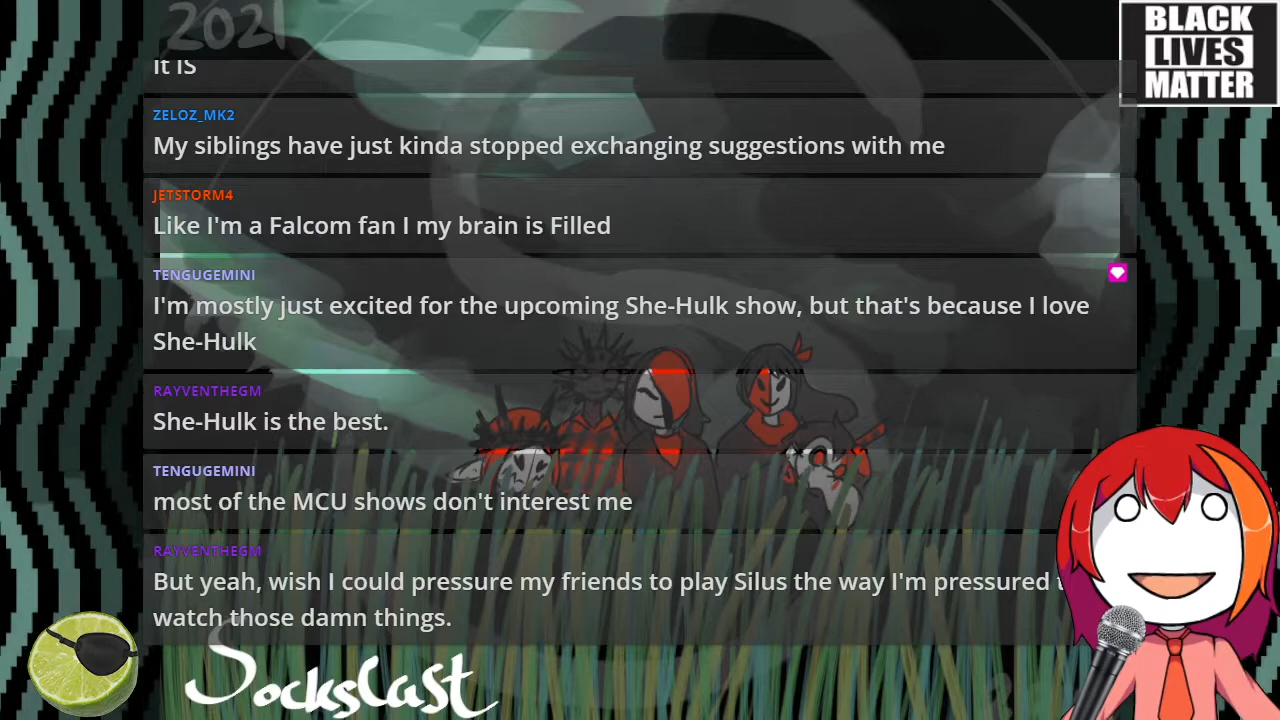 2021
BLACK
LIVES
MATTER
It IS
ZELOZ_MK2
My siblings have just kinda stopped exchanging suggestions with me
JETSTORM4
Like I'm a Falcom fan I my brain is Filled
TENGUGEMINI
I'm mostly just excited for the upcoming She-Hulk show, but that's because I love
She-Hulk
RAYVENTHEGM
She-Hulk is the best.
TENGUGEMINI
most of the MCU shows don't interest me
RAYVENTHEGM
But yeah, wish I could pressure my friends to play Silus the way I'm pressured
watch those damn things.
SocksCast